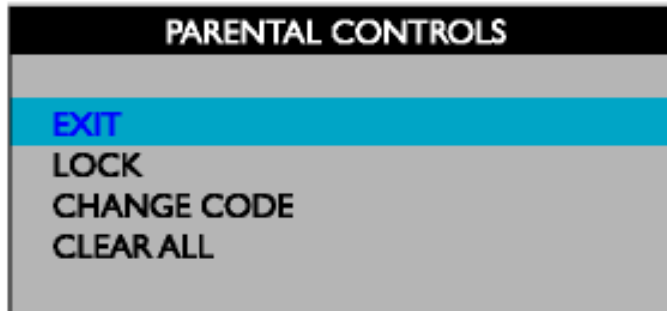 PARENTAL CONTROLS
EXIT
LOCK
CHANGE CODE
CLEAR ALL